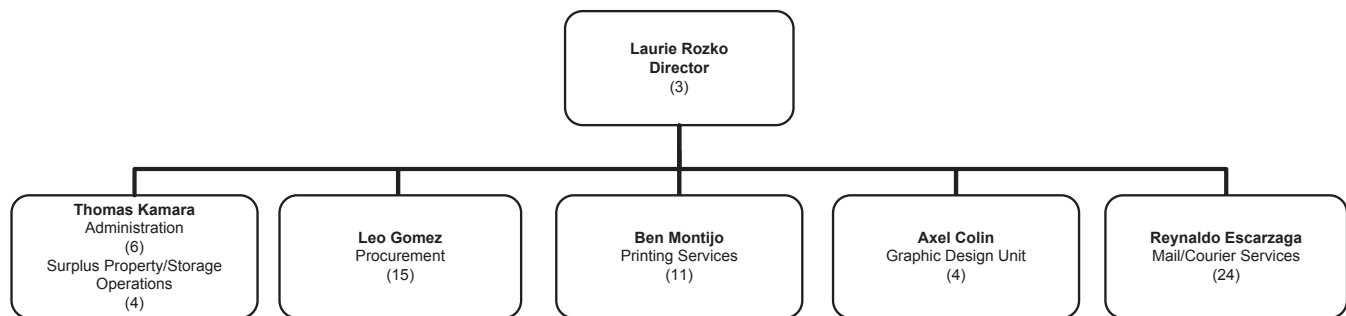 Laurie Rozko
Director
(3)
Thomas Kamara
Administration
(6)
Surplus Property/Storage
Operations
(4)
Leo Gomez
Procurement
(15)
Ben Montijo
Printing Services
(11)
Axel Colin
Graphic Design Unit
(4)
Reynaldo Escarzaga
Mail/Courier Services
(24)